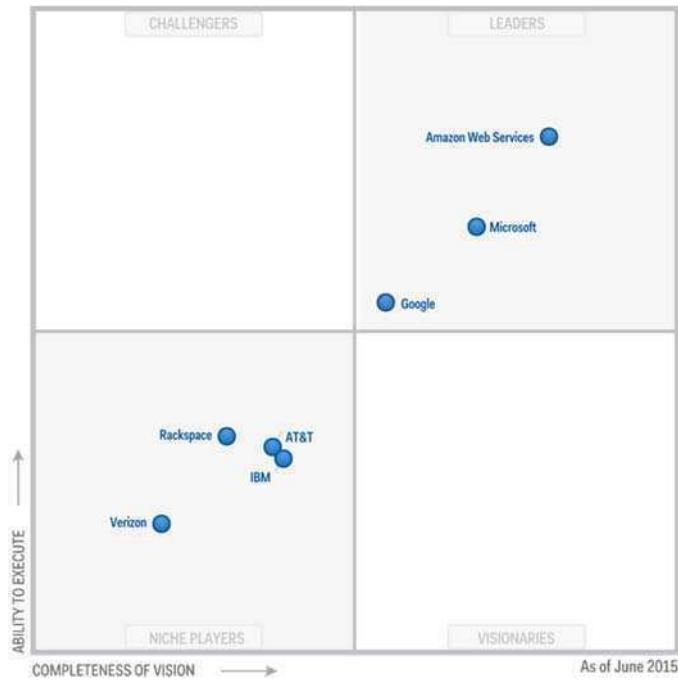 CHALLENGERS
LEADERS
Amazon Web Services
Microsoft
Google
Rackspace
AT&T
IBM
Verizon
ABILITY TO EXECUTE
NICHE PLAYERS
VISIONARIES
COMPLETENESS OF VISION
As of June 2015